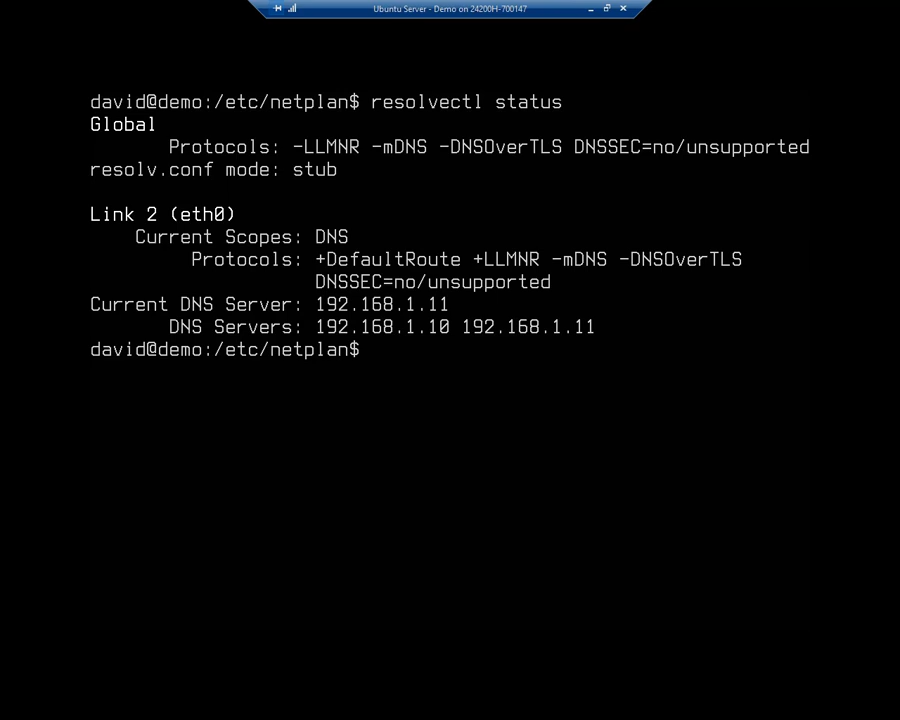 Ubuntu Server - Demo on 24200H-700147
david@demo:/etc/netplan$ resolvectl status
Global
Protocols: -LLMNR -mDNS -DNSOverTLS DNSSEC=no/unsupported
resolv.conf mode: stub
Link 2 (eth0)
Current Scopes: DNS
Protocols: +DefaultRoute +LLMNR -mDNS -DNSOverTLS
DNSSEC=no/unsupported
Current DNS Server: 192.168.1.11
DNS Servers: 192.168.1.10 192.168.1.11
david@demo:/etc/netplan$